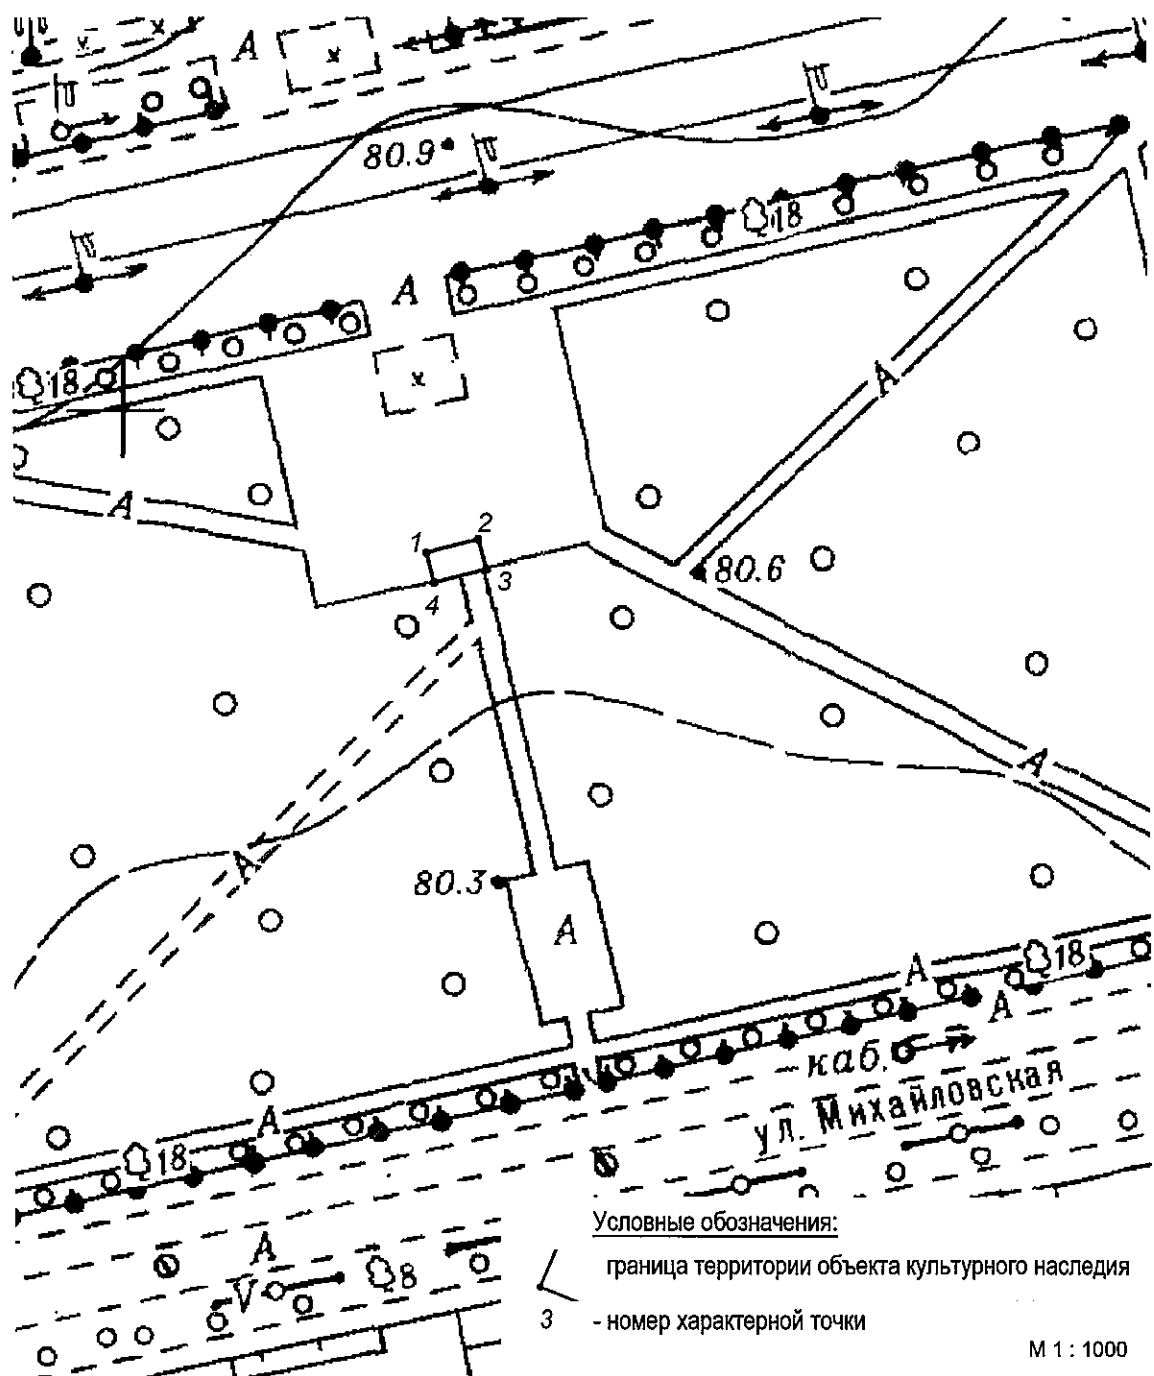 А
x
x
x
80.9
18
А
x
18
А
А
2
1
3
4
80.6
А
А
80.3
А
А
18
А
каб.
ул. Михайловская
А
18
А
V
8
Условные обозначения:
граница территории объекта культурного наследия
3 - номер характерной точки
М 1 : 1000